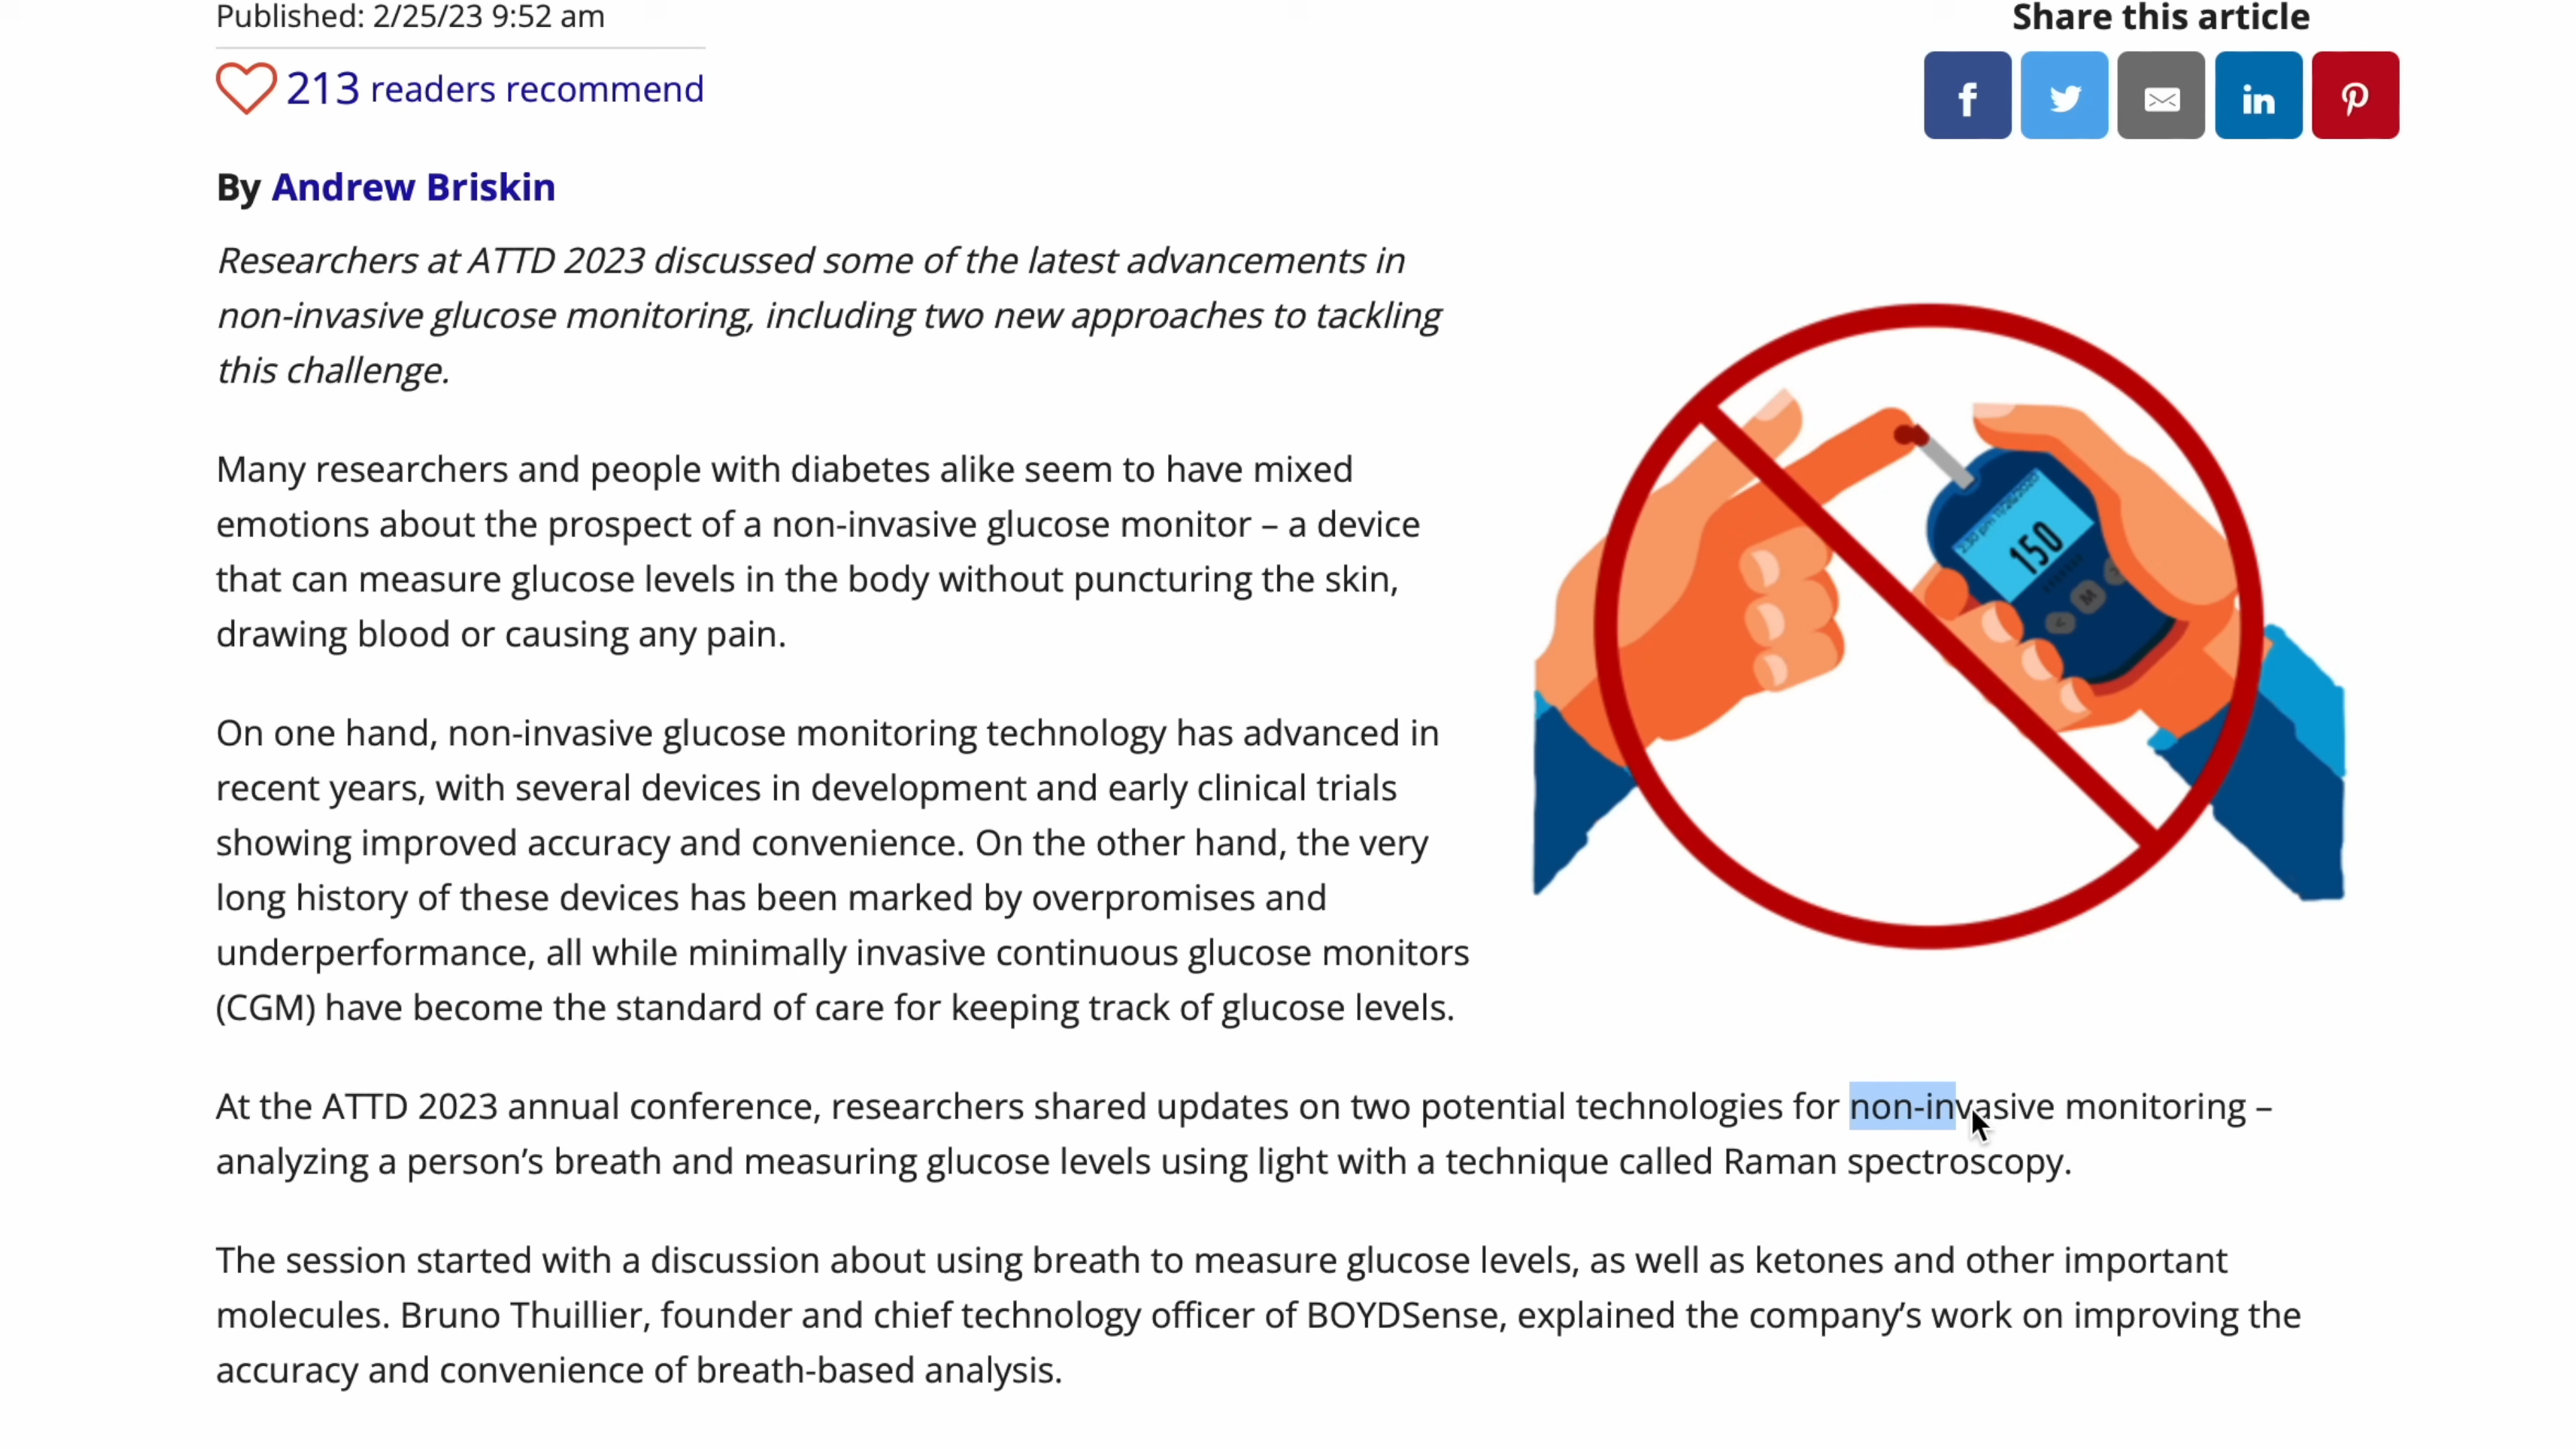 Published: 2/25/23 9:52 am
Share this article
213 readers recommend
f
in
By Andrew Briskin
Researchers at ATTD 2023 discussed some of the latest advancements in
non-invasive glucose monitoring, including two new approaches to tackling
this challenge.
Many researchers and people with diabetes alike seem to have mixed
emotions about the prospect of a non-invasive glucose monitor – a device
that can measure glucose levels in the body without puncturing the skin,
drawing blood or causing any pain.
150
M
On one hand, non-invasive glucose monitoring technology has advanced in
recent years, with several devices in development and early clinical trials
showing improved accuracy and convenience. On the other hand, the very
long history of these devices has been marked by overpromises and
underperformance, all while minimally invasive continuous glucose monitors
(CGM) have become the standard of care for keeping track of glucose levels.
At the ATTD 2023 annual conference, researchers shared updates on two potential technologies for non-invasive monitoring –
analyzing a person’s breath and measuring glucose levels using light with a technique called Raman spectroscopy.
The session started with a discussion about using breath to measure glucose levels, as well as ketones and other important
molecules. Bruno Thuillier, founder and chief technology officer of BOYDSense, explained the company’s work on improving the
accuracy and convenience of breath-based analysis.